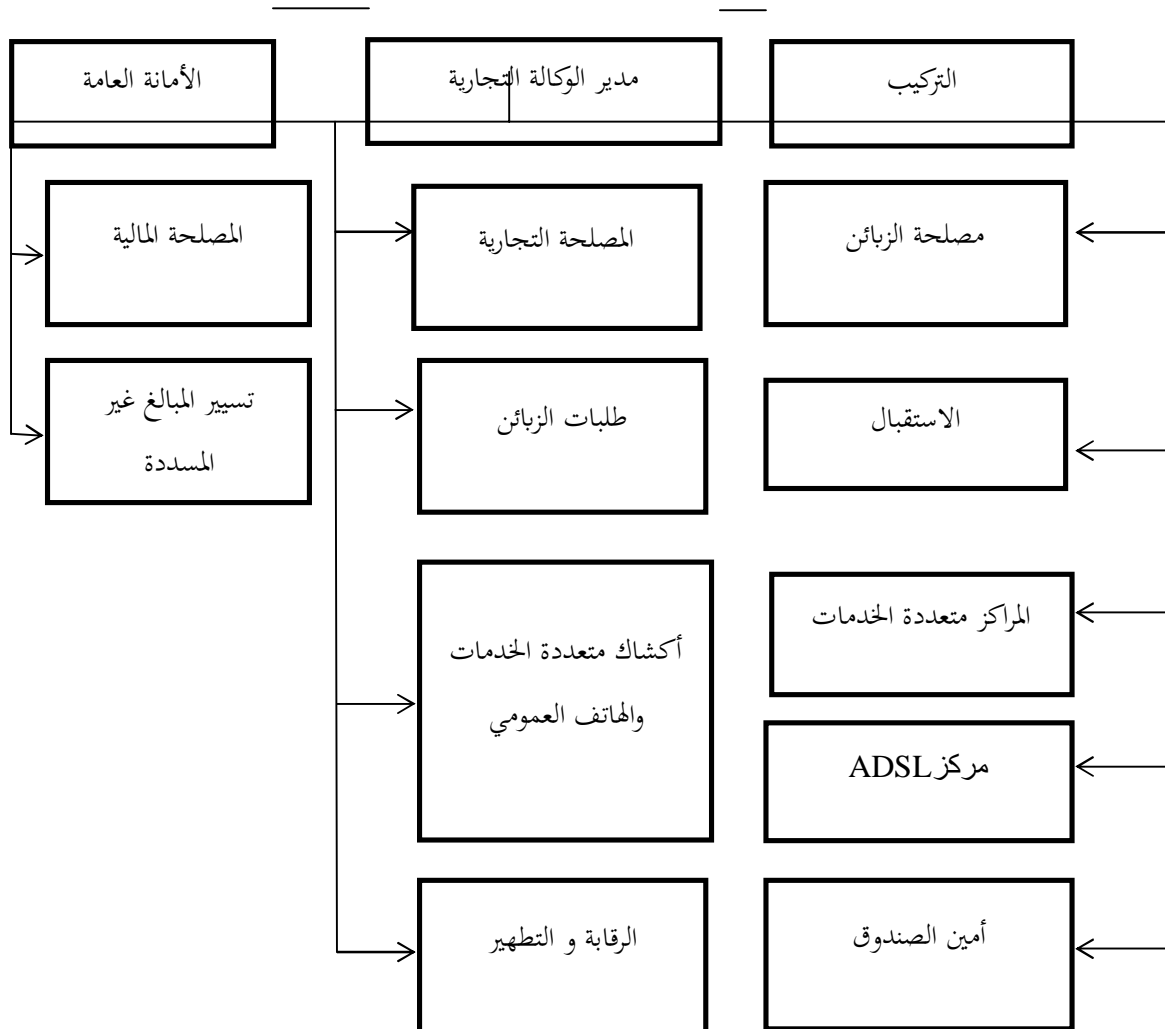 التركيب
مدير الوكالة التجارية
الأمانة العامة
مصلحة الزبائن
المصلحة التجارية
المصلحة المالية
الاستقبال
طلبات الزبائن
تسيير المبالغ غير
المسددة
المراكز متعددة الخدمات
أكشاك متعددة الخدمات
والهاتف العمومي
مركز ADSL
أمين الصندوق
الرقابة و التطهير